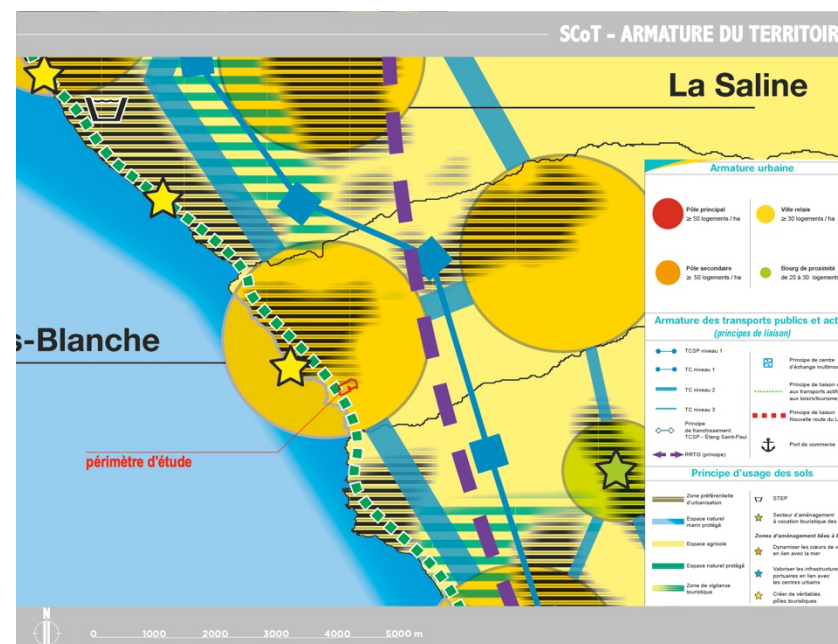 SCoT - ARMATURE DU TERRITOIR
La Saline
s-Blanche
périmètre d'étude
Armature urbaine
Pôle principal
≥ 50 logements / ha
Ville relais
≥ 30 logements / ha
Pôle secondaire
≥ 50 logements / ha
Bourg de proximité
de 20 à 30 logements
Armature des transports publics et act
(principes de liaison)
TCSP niveau 1
TC niveau 1
TC niveau 2
TC niveau 3
Principe
de franchissement
TCSP - Étang Saint-Paul
RRTG (principe)
Principe de centre
d'échange multimod
Principe de liaison d
aux transports actifs
aux loisirs/tourisme
Principe de liaison
Nouvelle route du L
Port de commerce
Principe d'usage des sols
Zone préférentielle
d'urbanisation
Espace naturel
marin protégé
Espace agricole
Espace naturel protégé
Zone de vigilance
touristique
STEP
Secteur d'aménagement
à vocation touristique des
Zones d'aménagement liées à l
Dynamiser les cœurs de v
en lien avec la mer
Valoriser les infrastructure
portuaires en lien avec
les centres urbains
Créer de véritables
pôles touristiques
N
0 1000 2000 3000 4000 5000 m